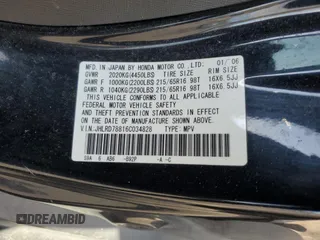 MFD. IN JAPAN BY HONDA MOTOR CO., LTD. 01/'06
GVWR 2020KG(4450LBS) TIRE SIZE RIM SIZE
GAWR F 1000KG(2200LBS) 215/65R16 98T 16X6.5JJ
GAWR R 1040KG(2290LBS) 215/65R16 98T 16X6.5JJ
THIS VEHICLE CONFORMS TO ALL APPLICABLE
FEDERAL MOTOR VEHICLE SAFETY
AND THEFT PREVENTION STANDARDS IN EFFECT ON
THE DATE OF MANUFACTURE SHOWN ABOVE.
V.I.N.:JHLRD78816C034828 TYPE:MPV
6 -A -C
AUTOBIDMASTER